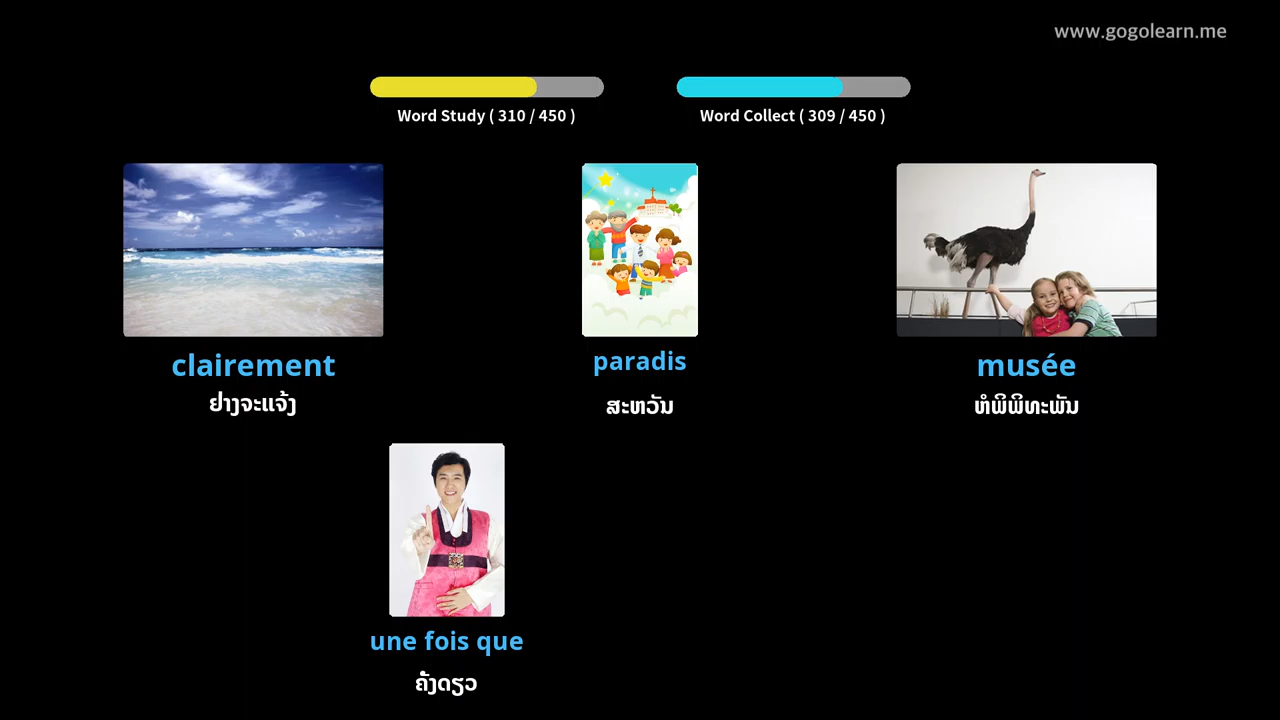 www.gogolearn.me
Word Study ( 310 / 450 )
Word Collect ( 309 / 450 )
clairement
ຢ່າງຈະແຈ້ງ
paradis
ສະຫວັນ
musée
ຫໍພິພິທະພັນ
une fois que
ຄັ້ງດຽວ